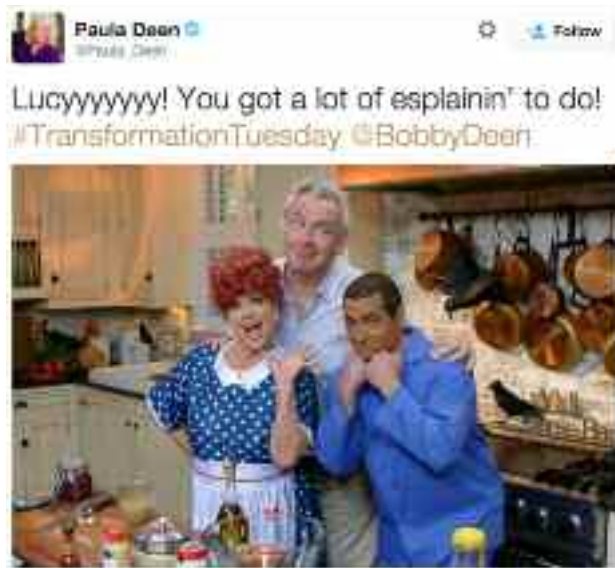 Paula Deen
@Paula_Deen
Follow
Lucyyyyyyy! You got a lot of esplainin' to do!
#TransformationTuesday @BobbyDeen